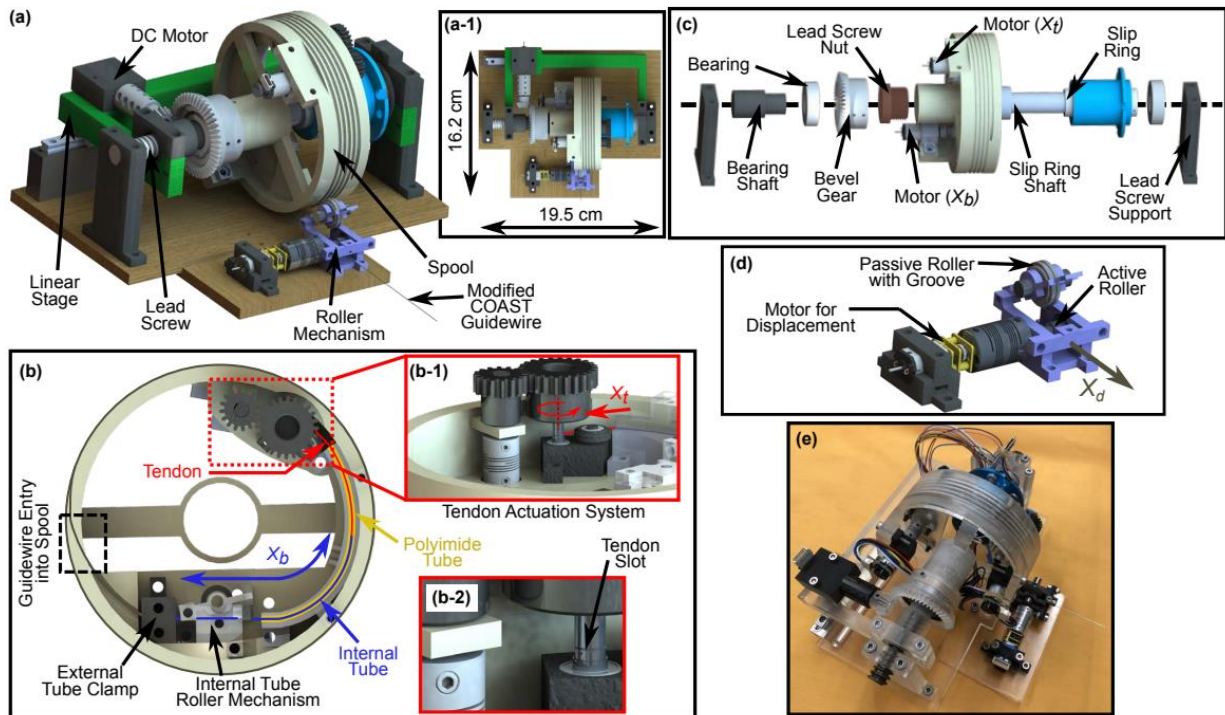 (a)
DC Motor
Linear
Stage
Lead
Screw
Roller
Mechanism
Spool
Modified
COAST
Guidewire
(a-1)
16.2 cm
19.5 cm
(c)
Bearing
Lead Screw
Nut
Motor (Xt)
Slip
Ring
Bearing
Shaft
Bevel
Gear
Motor (Xb)
Slip Ring
Shaft
Lead
Screw
Support
(d)
Passive Roller
with Groove
Active
Roller
Motor for
Displacement
Xd
(b)
Tendon
Guidewire Entry
into Spool
Xb
Polyimide
Tube
Internal
Tube
External
Tube Clamp
Internal Tube
Roller Mechanism
(b-1)
Xt
Tendon Actuation System
(b-2)
Tendon
Slot
(e)